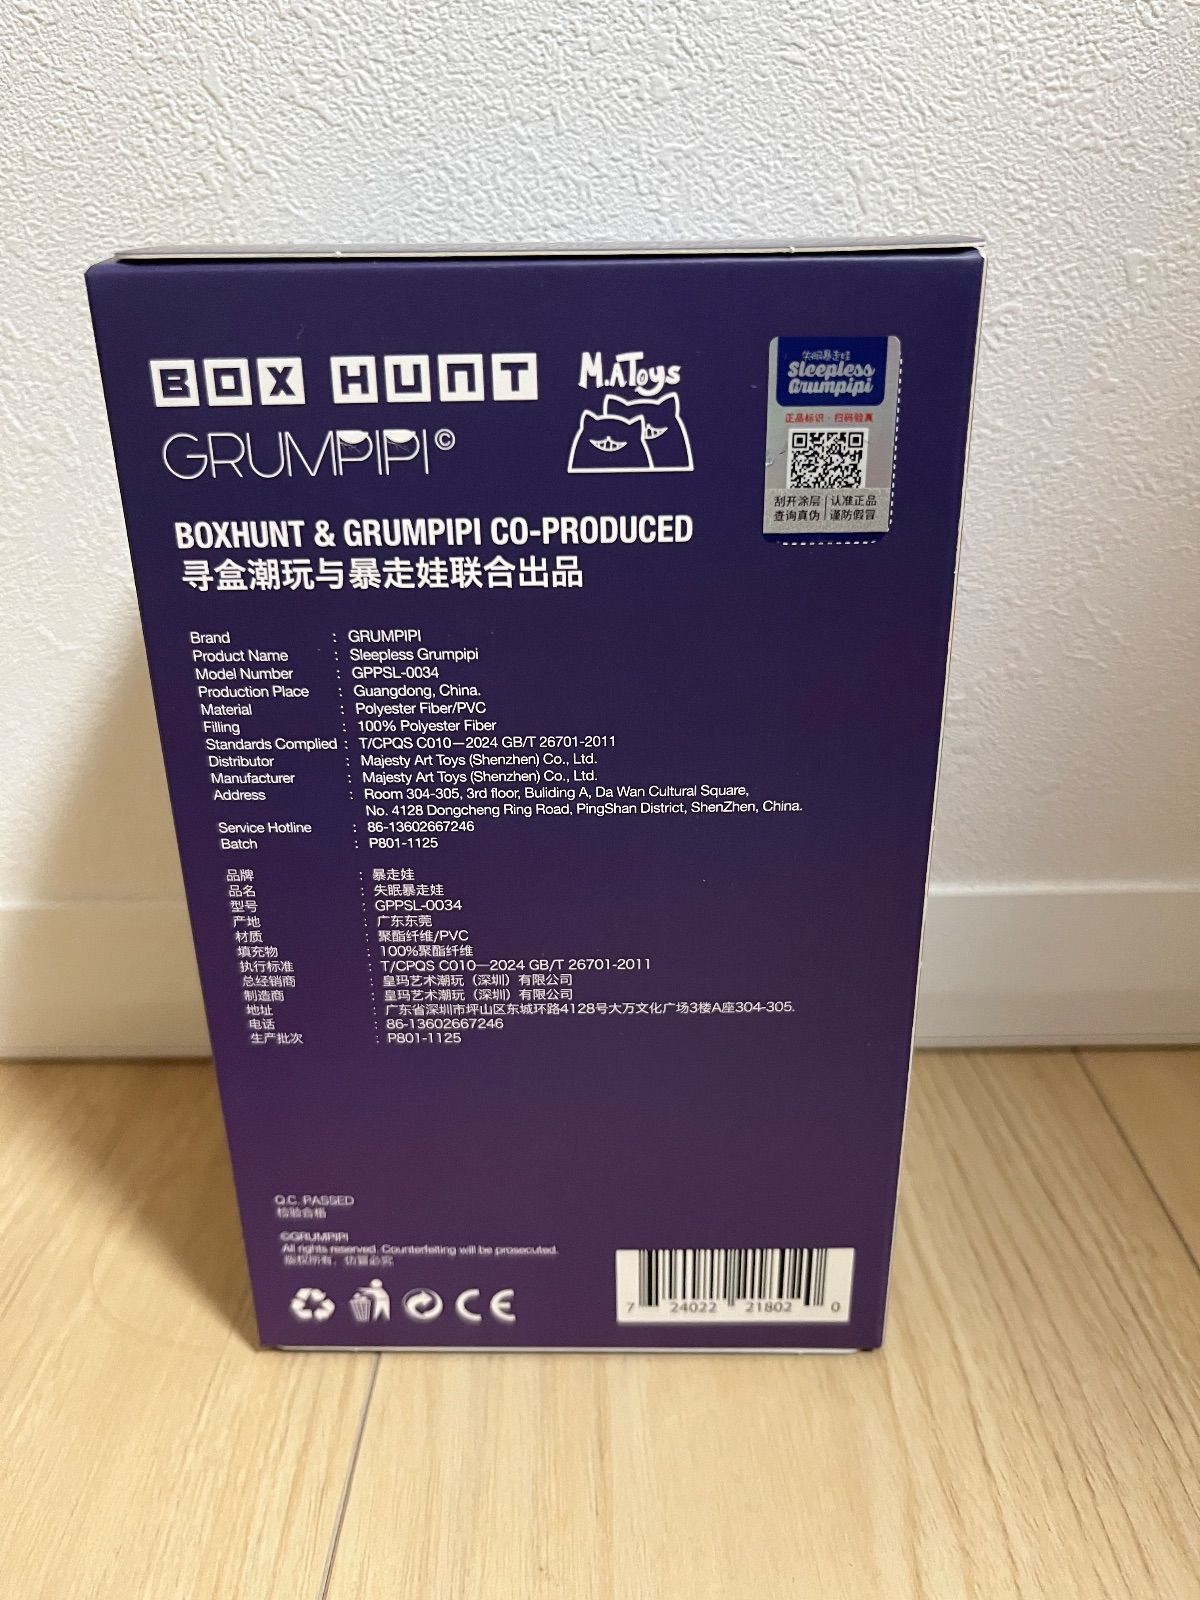 BOX HUNT
M.A Toys
GRUMPIPI©
失眠暴走娃
Sleepless
Grumpipi
正品标识·扫码验真
刮开涂层 | 认准正品
查询真伪 | 谨防假冒
BOXHUNT & GRUMPIPI CO-PRODUCED
寻盒潮玩与暴走娃联合出品
Brand : GRUMPIPI
Product Name : Sleepless Grumpipi
Model Number : GPPSL-0034
Production Place : Guangdong, China.
Material : Polyester Fiber/PVC
Filling : 100% Polyester Fiber
Standards Complied : T/CPQS C010—2024 GB/T 26701-2011
Distributor : Majesty Art Toys (Shenzhen) Co., Ltd.
Manufacturer : Majesty Art Toys (Shenzhen) Co., Ltd.
Address : Room 304-305, 3rd floor, Buliding A, Da Wan Cultural Square,
No. 4128 Dongcheng Ring Road, PingShan District, ShenZhen, China.
Service Hotline : 86-13602667246
Batch : P801-1125
品牌 : 暴走娃
品名 : 失眠暴走娃
型号 : GPPSL-0034
产地 : 广东东莞
材质 : 聚酯纤维/PVC
填充物 : 100%聚酯纤维
执行标准 : T/CPQS C010—2024 GB/T 26701-2011
总经销商 : 皇玛艺术潮玩（深圳）有限公司
制造商 : 皇玛艺术潮玩（深圳）有限公司
地址 : 广东省深圳市坪山区东城环路4128号大万文化广场3楼A座304-305.
电话 : 86-13602667246
生产批次 : P801-1125
Q.C. PASSED
检验合格
©GRUMPIPI
All rights reserved. Counterfeiting will be prosecuted.
版权所有，仿冒必究
CE
7 24022 21802 0